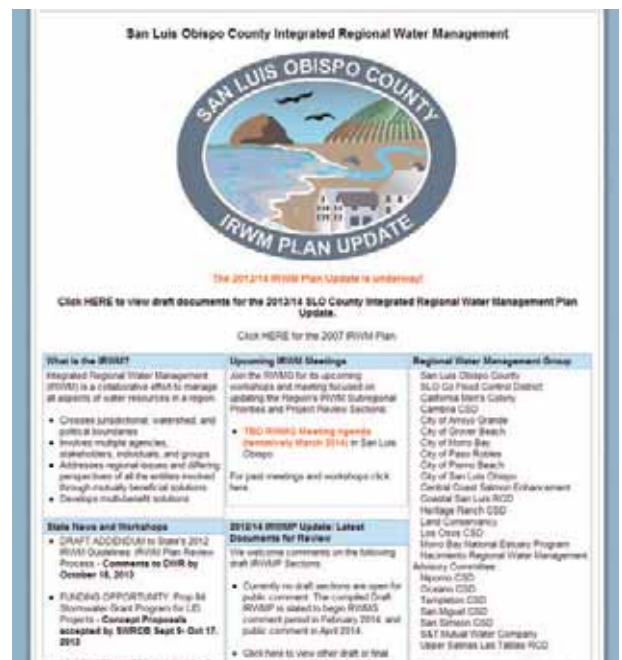 San Luis Obispo County Integrated Regional Water Management
SAN LUIS OBISPO COUNTY
IRWM PLAN UPDATE
The 2013/14 IRWM Plan Update is underway!
Click HERE to view draft documents for the 2013/14 SLO County Integrated Regional Water Management Plan
Update.
Click HERE for the 2007 IRWM Plan
What is the IRWM?
Integrated Regional Water Management
(IRWM) is a collaborative effort to manage
all aspects of water resources in a region.
• Crosses jurisdictional, watershed, and
political boundaries
• Involves multiple agencies,
stakeholders, individuals, and groups
• Addresses regional issues and differing
perspectives of all the entities involved
through mutually beneficial solutions
• Develops multi-benefit solutions
State News and Workshops
• DRAFT ADDENDUM to State's 2012
IRWM Guidelines: IRWM Plan Review
Process - Comments to DWR by
October 18, 2013
• FUNDING OPPORTUNITY: Prop 84
Stormwater Grant Program for LID
Projects - Concept Proposals
accepted by SWRCB Sept 9- Oct 17,
2013
Upcoming IRWM Meetings
Join the RWMG for its upcoming
workshops and meeting focused on
updating the Region's IRWM Subregional
Priorities and Project Review Sections:
• TBD RWMG Meeting Agenda
(tentatively March 2014) in San Luis
Obispo
For past meetings and workshops click
here.
2013/14 IRWMP Update: Latest
Documents for Review
We welcome comments on the following
draft IRWMP Sections:
• Currently no draft sections are open for
public comment. The compiled Draft
IRWMP is slated to begin RWMG
comment period in February 2014, and
public comment in April 2014.
• Click here to view other draft or final
Regional Water Management Group
San Luis Obispo County
SLO Co Flood Control District
California Men's Colony
Cambria CSD
City of Arroyo Grande
City of Grover Beach
City of Morro Bay
City of Paso Robles
City of Pismo Beach
City of San Luis Obispo
Central Coast Salmon Enhancement
Coastal San Luis RCD
Heritage Ranch CSD
Land Conservancy
Los Osos CSD
Morro Bay National Estuary Program
Nacimiento Regional Water Management
Advisory Committee
Nipomo CSD
Oceano CSD
Templeton CSD
San Miguel CSD
San Simeon CSD
S&T Mutual Water Company
Upper Salinas Las Tablas RCD